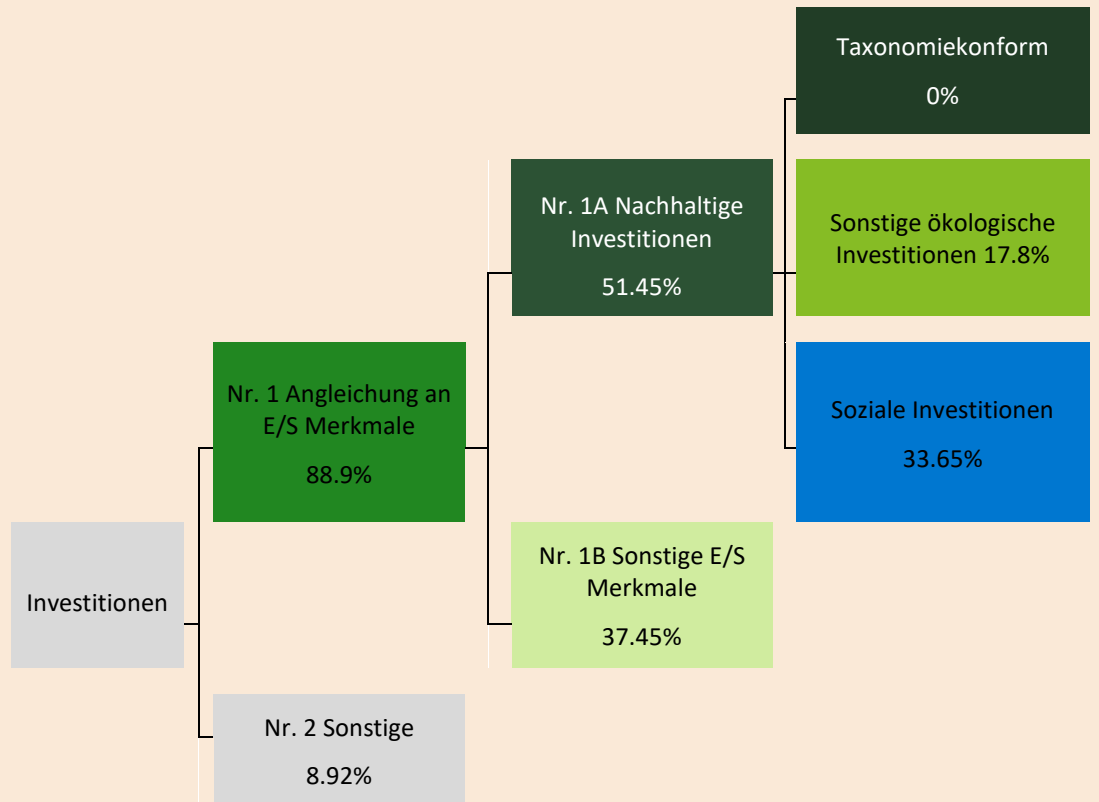 Taxonomiekonform
0%
Nr. 1A Nachhaltige
Investitionen
51.45%
Sonstige ökologische
Investitionen 17.8%
Nr. 1 Angleichung an
E/S Merkmale
88.9%
Soziale Investitionen
33.65%
Investitionen
Nr. 1B Sonstige E/S
Merkmale
37.45%
Nr. 2 Sonstige
8.92%